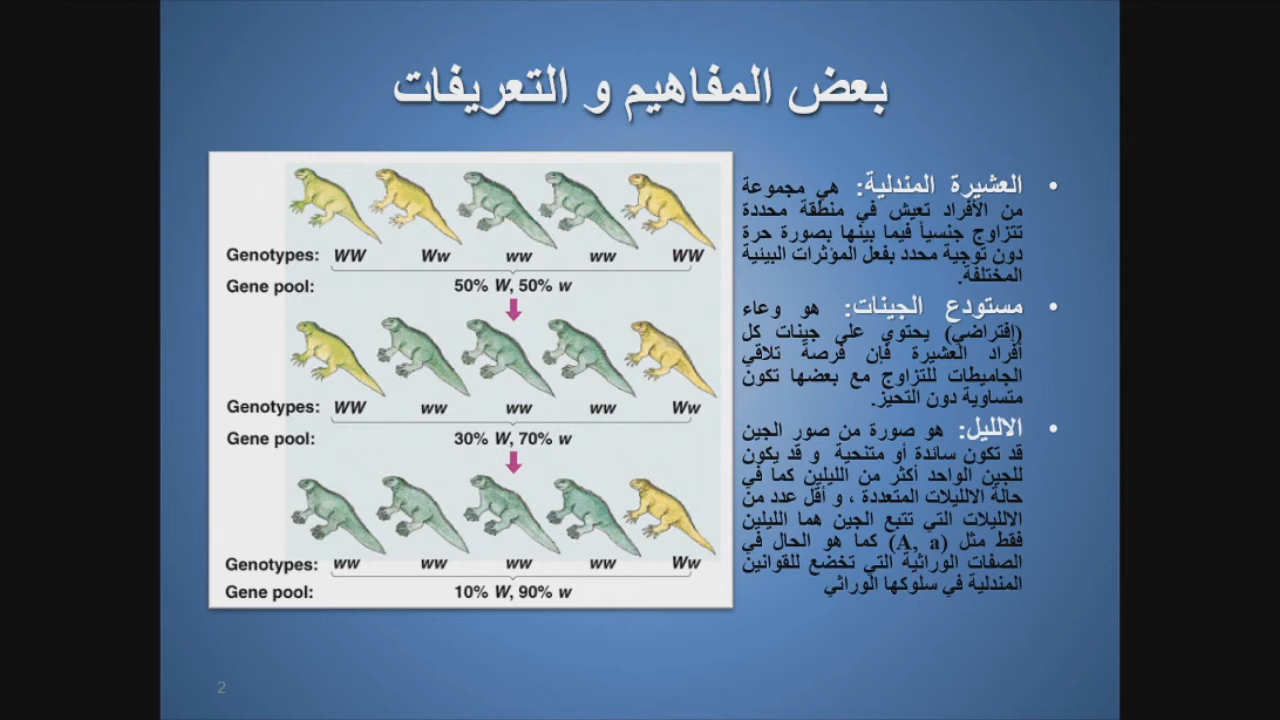 بعض المفاهيم و التعريفات
• العشيرة المندلية: هي مجموعة
من الأفراد تعيش في منطقة محددة
تتزاوج جنسياً فيما بينها بصورة حرة
دون توجية محدد بفعل المؤثرات البيئية
المختلفة.
• مستودع الجينات: هو وعاء
(إفتراضي) يحتوي على جينات كل
أفراد العشيرة فإن فرصة تلاقي
الجاميطات للتزاوج مع بعضها تكون
متساوية دون التحيز.
• الالليل: هو صورة من صور الجين
قد تكون سائدة أو متنحية و قد يكون
للجين الواحد أكثر من الليلين كما في
حالة الالليلات المتعددة ، و أقل عدد من
الالليلات التي تتبع الجين هما الليلين
فقط مثل (A, a) كما هو الحال في
الصفات الوراثية التي تخضع للقوانين
المندلية في سلوكها الوراثي
Genotypes: WW Ww ww ww WW
Gene pool: 50% W, 50% w
Genotypes: WW ww ww ww Ww
Gene pool: 30% W, 70% w
Genotypes: ww ww ww ww Ww
Gene pool: 10% W, 90% w
2